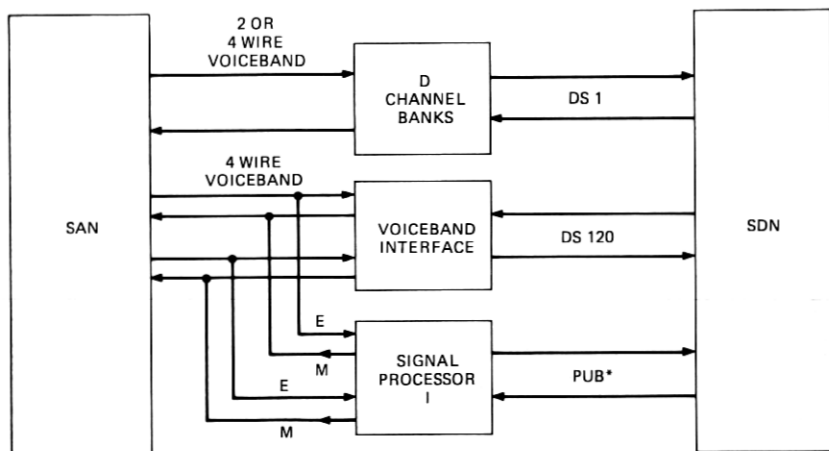 2 OR
4 WIRE
VOICEBAND
D
CHANNEL
BANKS
DS 1
4 WIRE
VOICEBAND
SAN
VOICEBAND
INTERFACE
DS 120
SDN
E
M
SIGNAL
PROCESSOR
I
E
M
PUB*